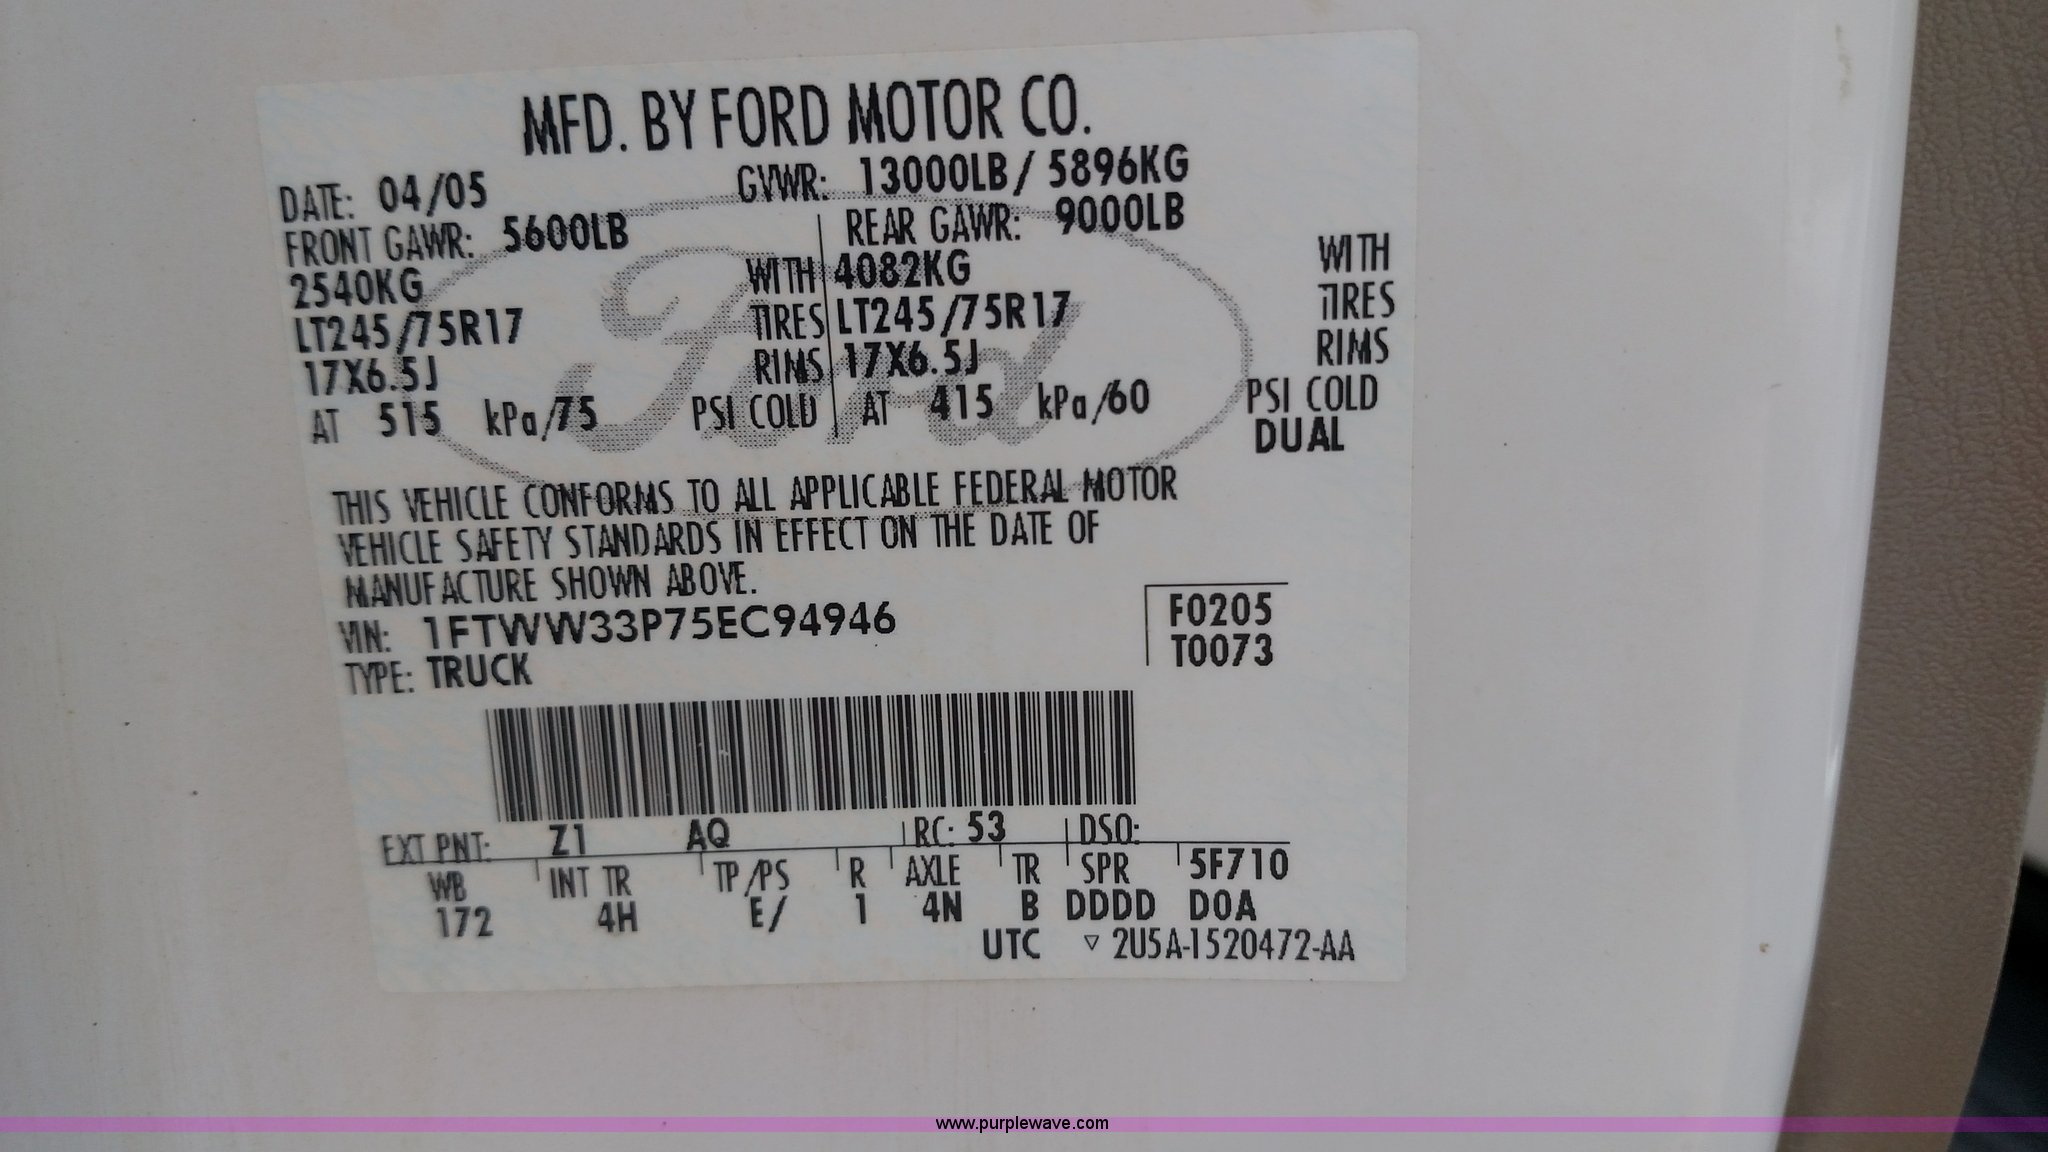 MFD. BY FORD MOTOR CO.
DATE: 04/05 GVWR: 13000LB/ 5896KG
FRONT GAWR: 5600LB REAR GAWR: 9000LB
2540KG WITH 4082KG WITH
LT245/75R17 TIRES LT245/75R17 TIRES
17X6.5J RIMS 17X6.5J RIMS
AT 515 kPa/75 PSI COLD AT 415 kPa/60 PSI COLD
DUAL
Ford
THIS VEHICLE CONFORMS TO ALL APPLICABLE FEDERAL MOTOR
VEHICLE SAFETY STANDARDS IN EFFECT ON THE DATE OF
MANUFACTURE SHOWN ABOVE.
VIN: 1FTWW33P75EC94946 F0205
TYPE: TRUCK T0073
EXT PNT: Z1 AQ RC: 53 DSO:
WB INT TR TP/PS R AXLE TR SPR 5F710
172 4H E/ 1 4N B DDDD D0A
UTC ▽ 2U5A-1520472-AA
www.purplewave.com